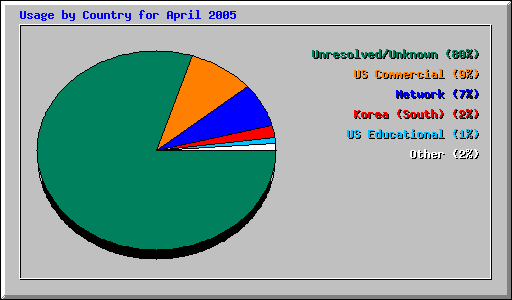 Usage by Country for April 2005
Unresolved/Unknown (80%)
US Commercial (9%)
Network (7%)
Korea (South) (2%)
US Educational (1%)
Other (2%)